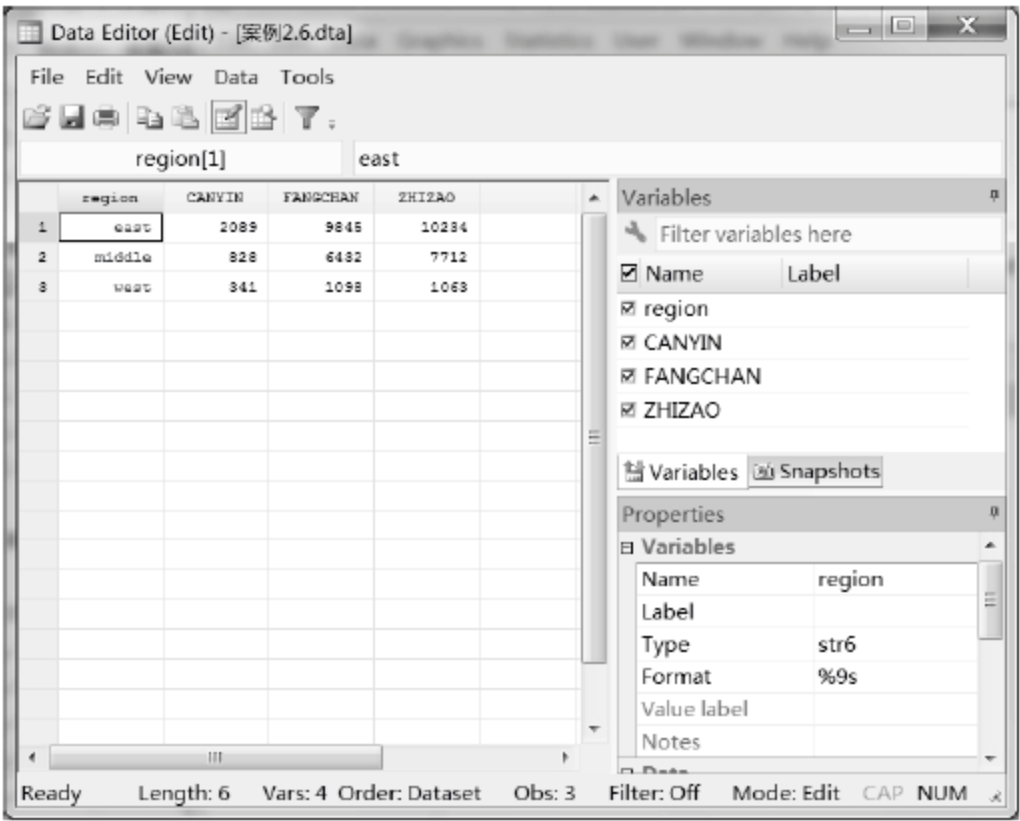 Data Editor (Edit) - [案例2.6.dta]
File Edit View Data Tools
region[1] east
region CANYIN FANGCHAN ZHIZAO
1 east 2089 9845 10234
2 middle 828 6432 7712
3 west 341 1098 1063
Variables
Filter variables here
Name Label
region
CANYIN
FANGCHAN
ZHIZAO
Variables Snapshots
Properties
Variables
Name region
Label
Type str6
Format %9s
Value label
Notes
Data
Ready Length: 6 Vars: 4 Order: Dataset Obs: 3 Filter: Off Mode: Edit CAP NUM